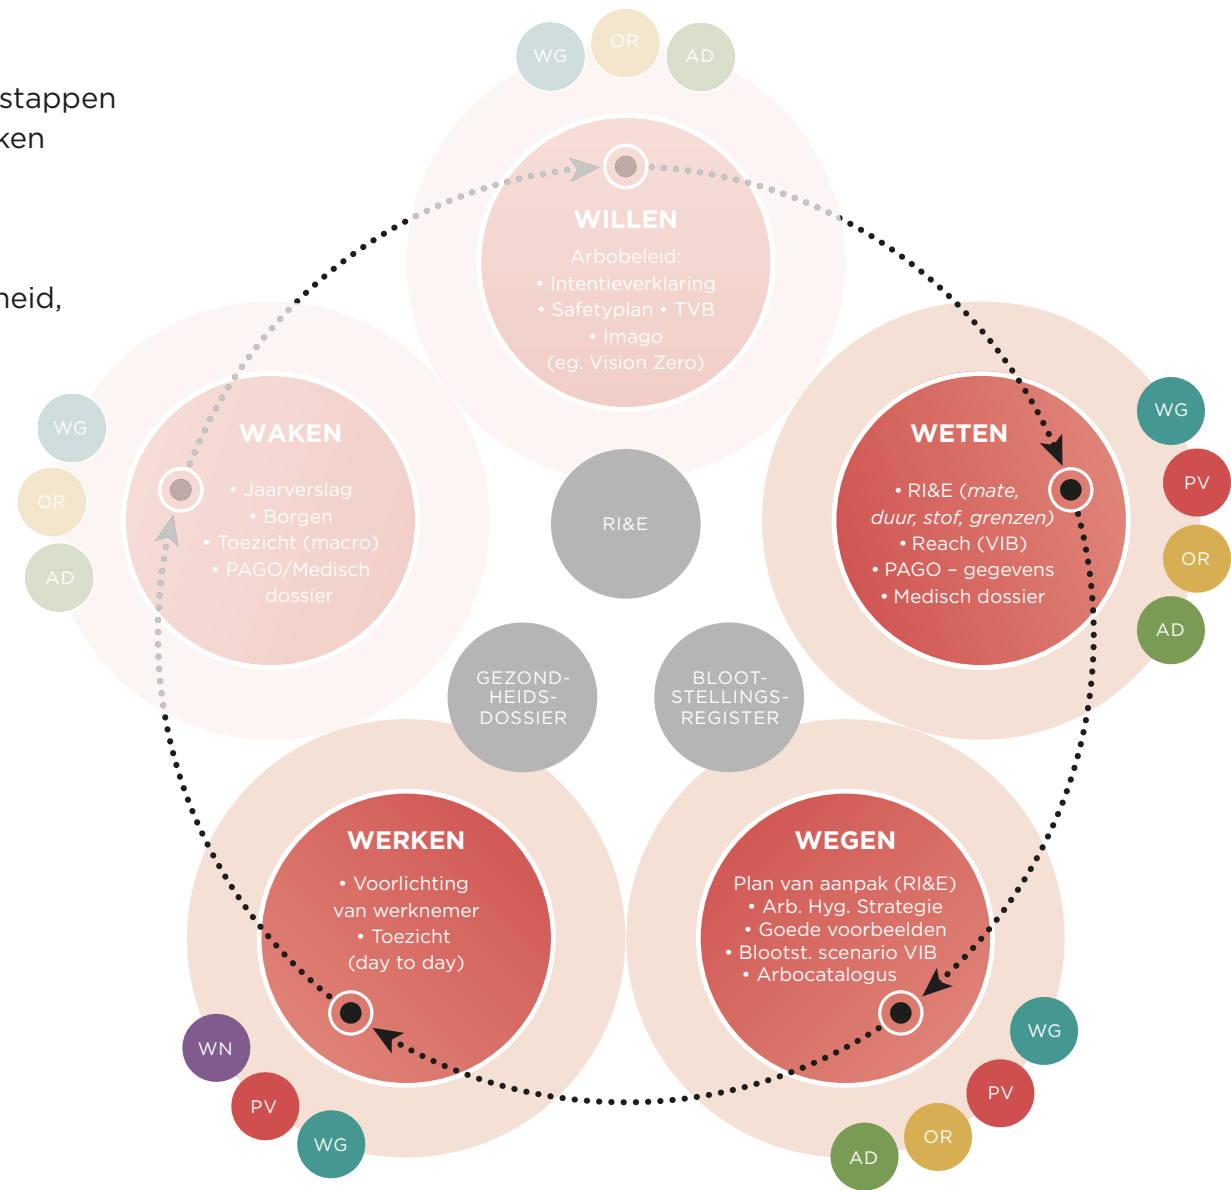 stappen
ken
heid,
WG
OR
AD
WILLEN
Arbobeleid:
• Intentieverklaring
• Safetyplan • TVB
• Imago
(eg. Vision Zero)
WETEN
• RI&E (mate,
duur, stof, grenzen)
• Reach (VIB)
• PAGO – gegevens
• Medisch dossier
WG
PV
OR
AD
WEGEN
Plan van aanpak (RI&E)
• Arb. Hyg. Strategie
• Goede voorbeelden
• Blootst. scenario VIB
• Arbocatalogus
WG
PV
OR
AD
WERKEN
• Voorlichting
van werknemer
• Toezicht
(day to day)
WN
PV
WG
WAKEN
• Jaarverslag
• Borgen
• Toezicht (macro)
• PAGO/Medisch
dossier
WG
OR
AD
RI&E
GEZOND-
HEIDS-
DOSSIER
BLOOT-
STELLINGS-
REGISTER